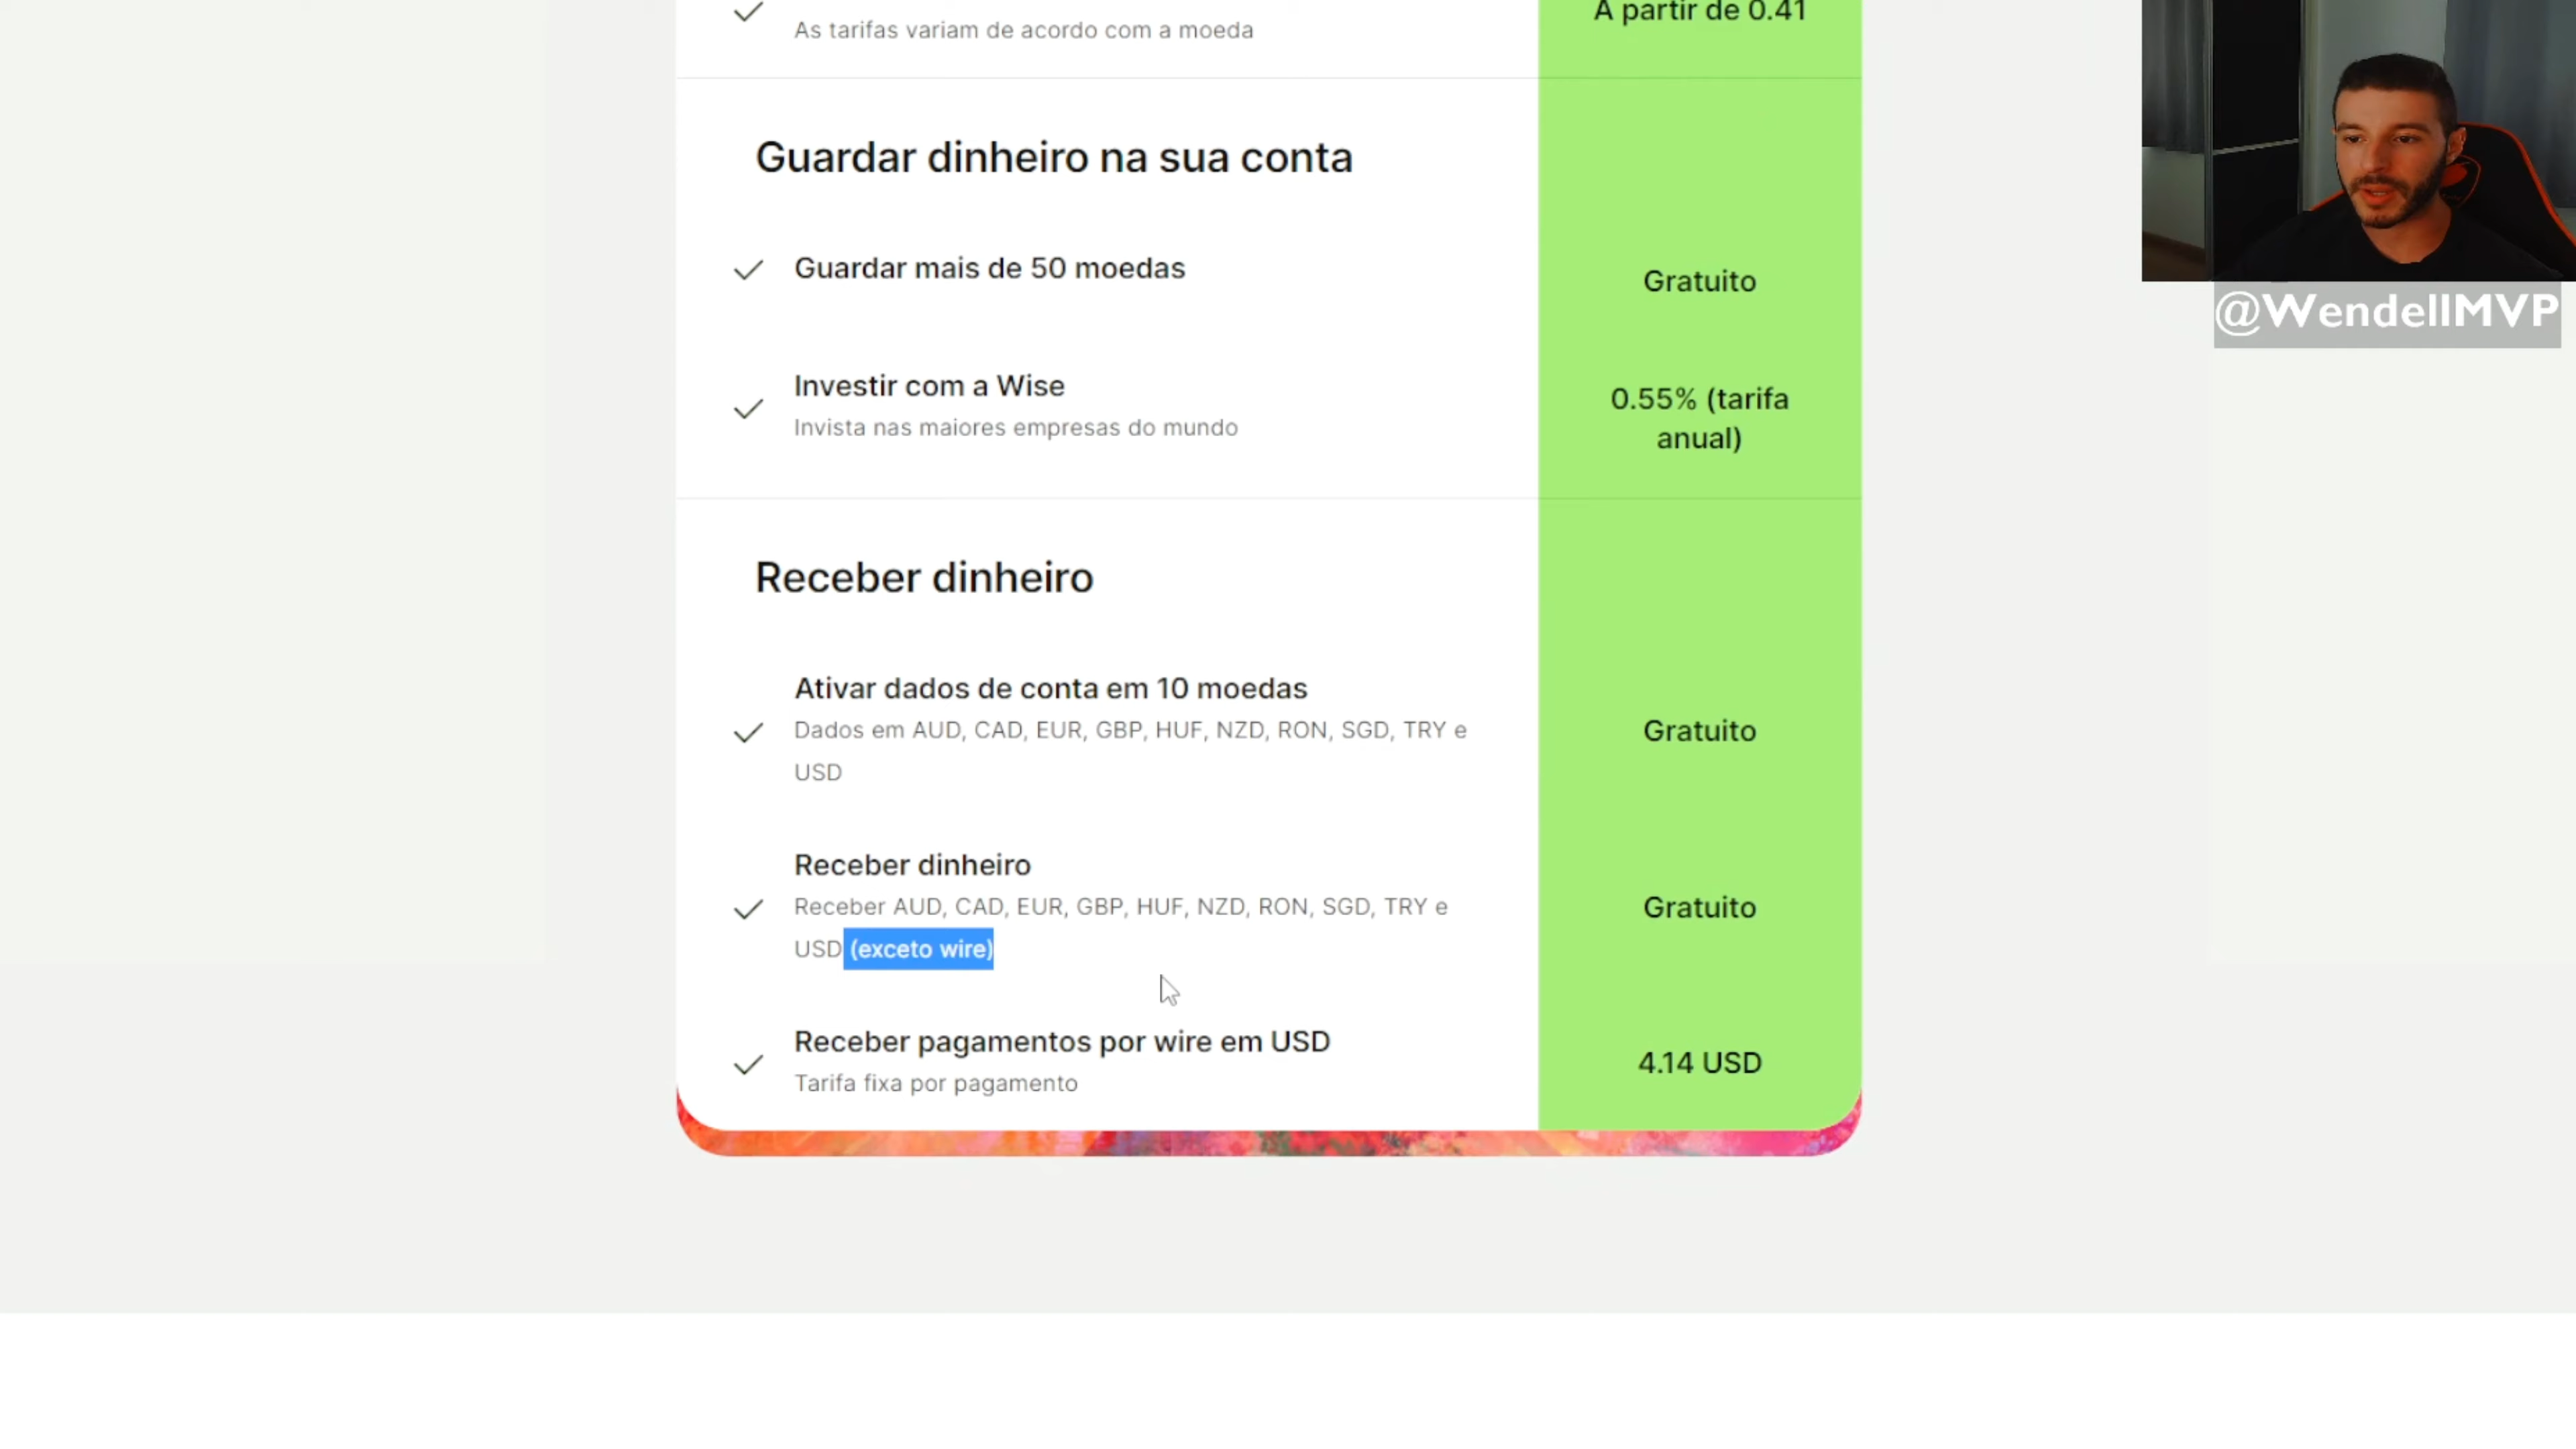 As tarifas variam de acordo com a moeda
A partir de 0.41
Guardar dinheiro na sua conta
Guardar mais de 50 moedas
Gratuito
Investir com a Wise
Invista nas maiores empresas do mundo
0.55% (tarifa
anual)
Receber dinheiro
Ativar dados de conta em 10 moedas
Dados em AUD, CAD, EUR, GBP, HUF, NZD, RON, SGD, TRY e
USD
Gratuito
Receber dinheiro
Receber AUD, CAD, EUR, GBP, HUF, NZD, RON, SGD, TRY e
USD (exceto wire)
Gratuito
Receber pagamentos por wire em USD
Tarifa fixa por pagamento
4.14 USD
@WendellMVP